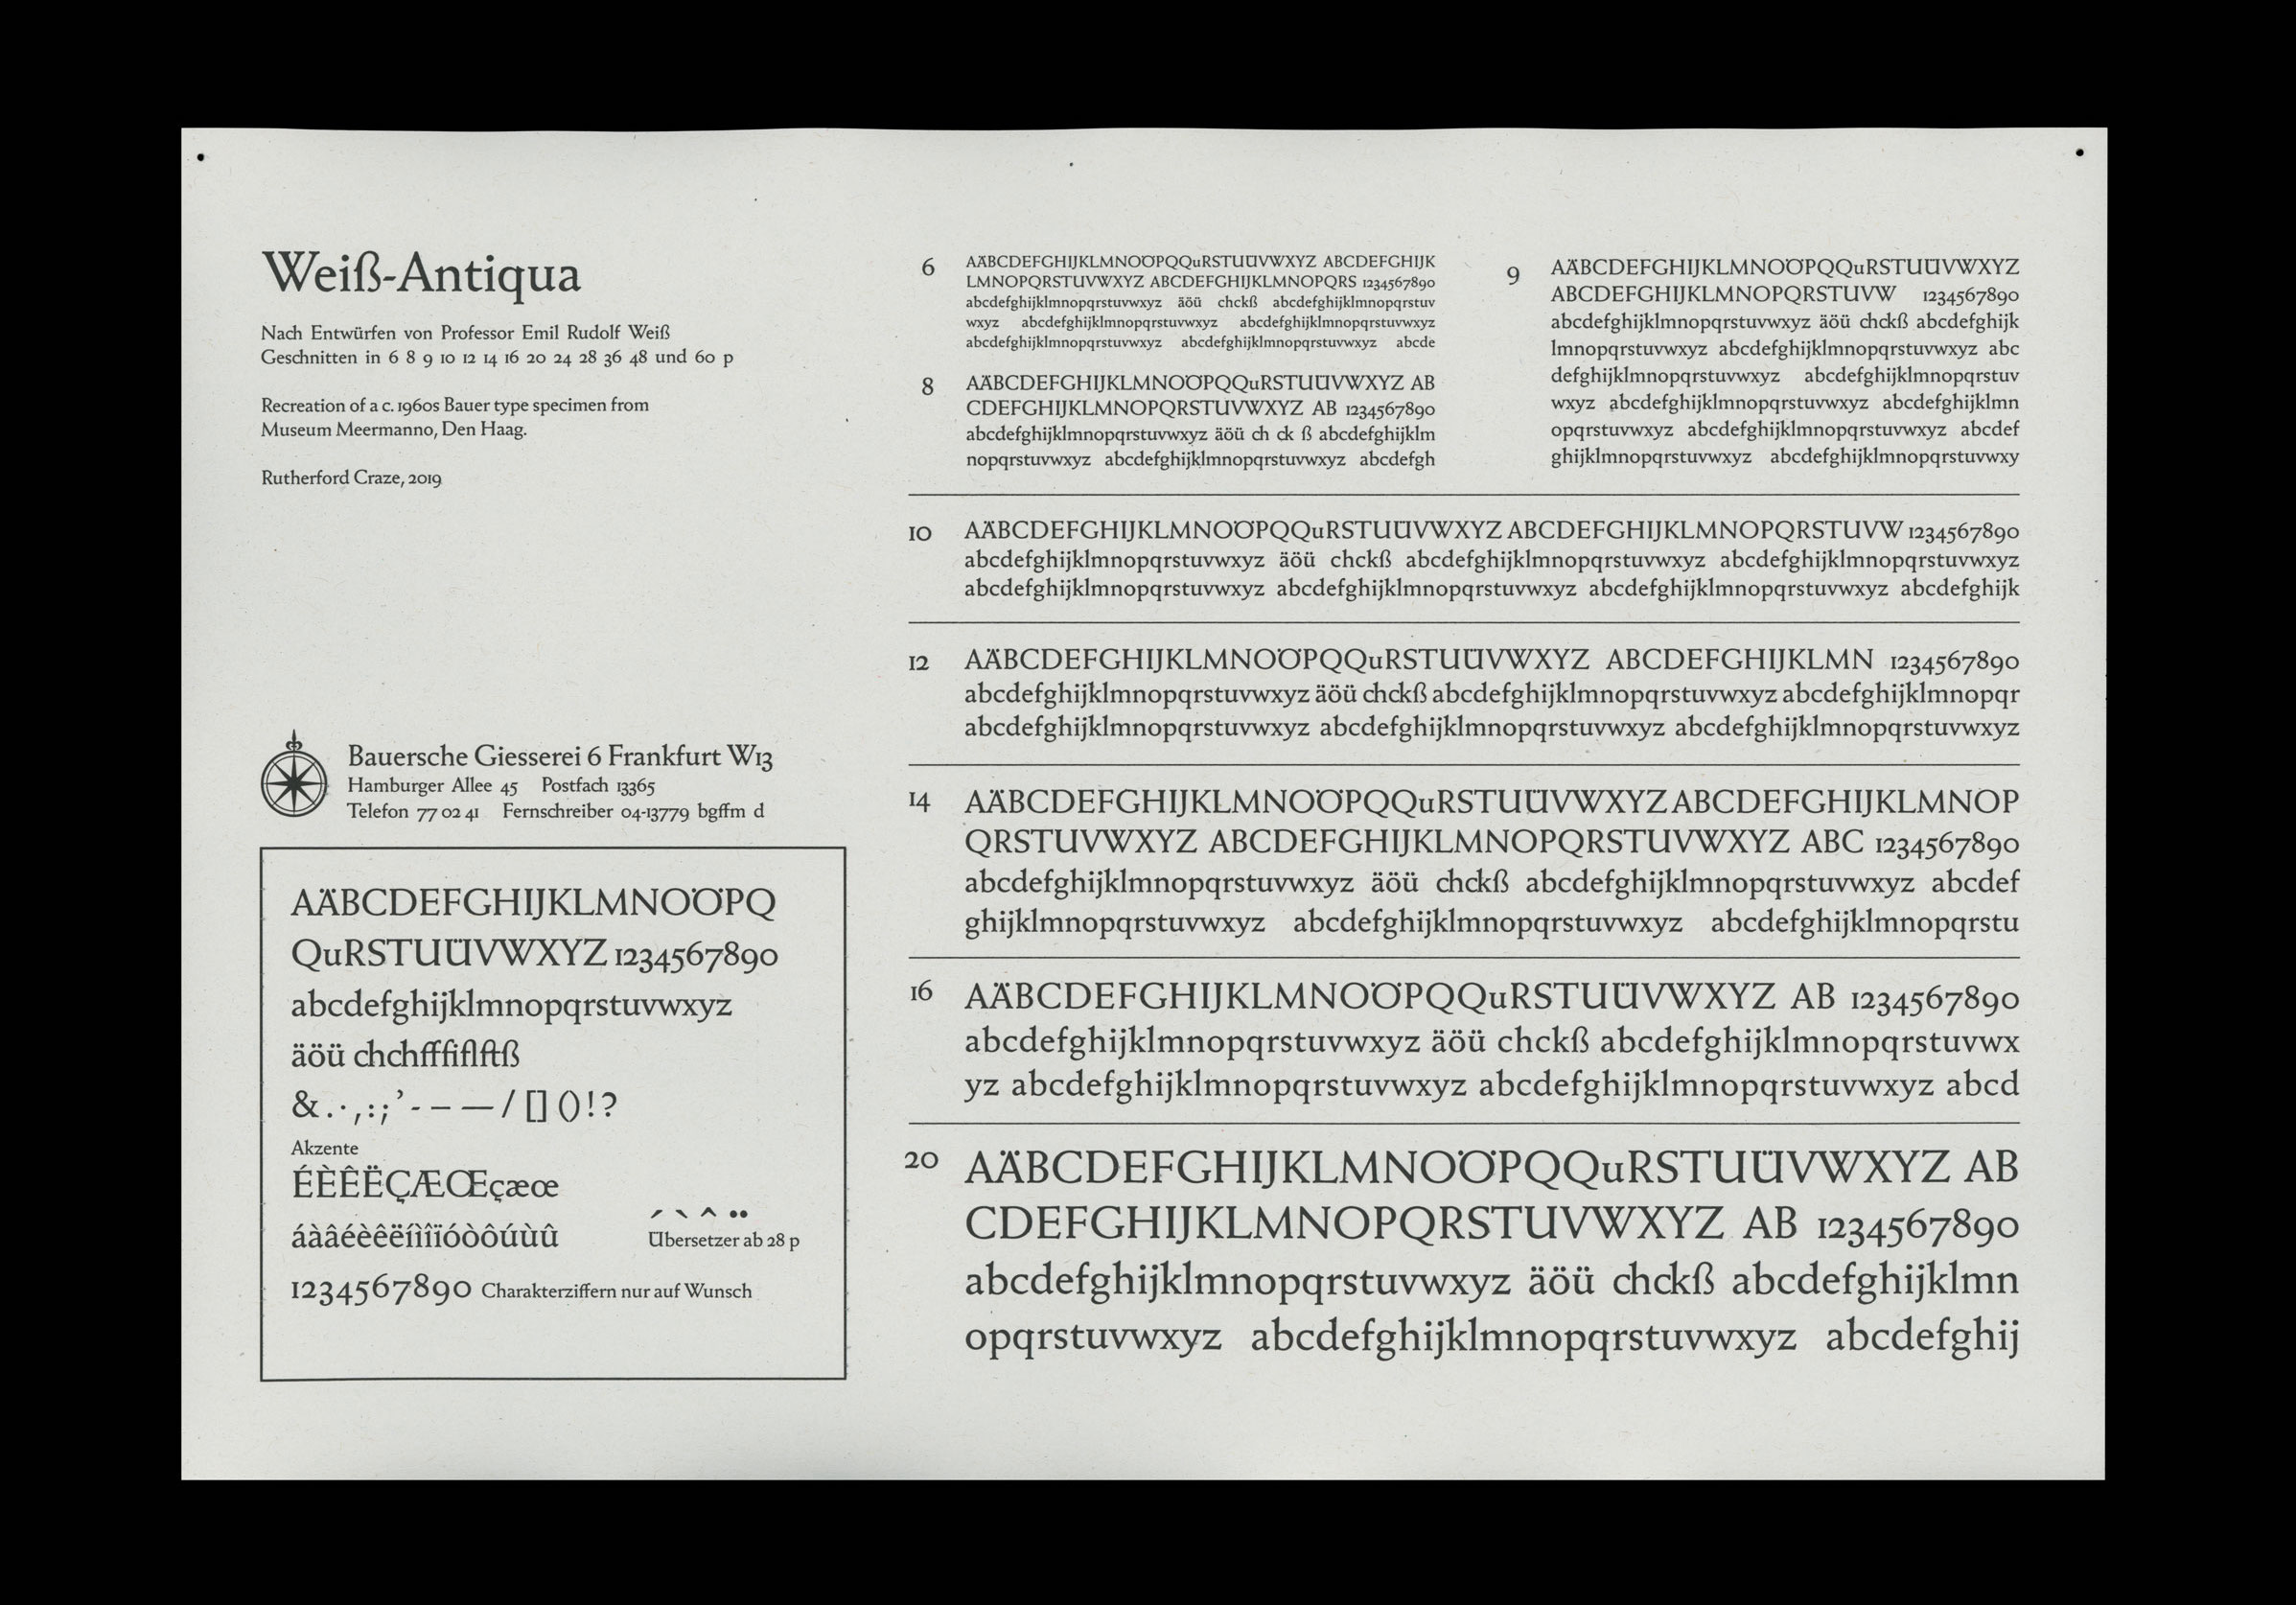 Weiß-Antiqua
Nach Entwürfen von Professor Emil Rudolf Weiß
Geschnitten in 6 8 9 10 12 14 16 20 24 28 36 48 und 60 p
Recreation of a c. 1960s Bauer type specimen from
Museum Meermanno, Den Haag.
Rutherford Craze, 2019
Bauersche Giesserei 6 Frankfurt W13
Hamburger Allee 45 Postfach 13365
Telefon 77 02 41 Fernschreiber 04-13779 bgffm d
AÄBCDEFGHIJKLMNOÖPQ
QuRSTUÜVWXYZ 1234567890
abcdefghijklmnopqrstuvwxyz
äöü chchfffiflftß
& . · , : ; ’ - – — / [] () ! ?
Akzente
ÉÈÊËÇÆŒçæœ
áàâéèêëíìîïóòôúùû
´ ` ^ ¨
Übersetzer ab 28 p
1234567890 Charakterziffern nur auf Wunsch
6
AÄBCDEFGHIJKLMNOÖPQQuRSTUÜVWXYZ ABCDEFGHIJK
LMNOPQRSTUVWXYZ ABCDEFGHIJKLMNOPQRS 1234567890
abcdefghijklmnopqrstuvwxyz äöü chckß abcdefghijklmnopqrstuv
wxyz abcdefghijklmnopqrstuvwxyz abcdefghijklmnopqrstuvwxyz
abcdefghijklmnopqrstuvwxyz abcdefghijklmnopqrstuvwxyz abcde
8
AÄBCDEFGHIJKLMNOÖPQQuRSTUÜVWXYZ AB
CDEFGHIJKLMNOPQRSTUVWXYZ AB 1234567890
abcdefghijklmnopqrstuvwxyz äöü ch ck ß abcdefghijklm
nopqrstuvwxyz abcdefghijklmnopqrstuvwxyz abcdefgh
9
AÄBCDEFGHIJKLMNOÖPQQuRSTUÜVWXYZ
ABCDEFGHIJKLMNOPQRSTUVW 1234567890
abcdefghijklmnopqrstuvwxyz äöü chckß abcdefghijk
lmnopqrstuvwxyz abcdefghijklmnopqrstuvwxyz abc
defghijklmnopqrstuvwxyz abcdefghijklmnopqrstuv
wxyz abcdefghijklmnopqrstuvwxyz abcdefghijklmn
opqrstuvwxyz abcdefghijklmnopqrstuvwxyz abcdef
ghijklmnopqrstuvwxyz abcdefghijklmnopqrstuvwxy
10
AÄBCDEFGHIJKLMNOÖPQQuRSTUÜVWXYZ ABCDEFGHIJKLMNOPQRSTUVW 1234567890
abcdefghijklmnopqrstuvwxyz äöü chckß abcdefghijklmnopqrstuvwxyz abcdefghijklmnopqrstuvwxyz
abcdefghijklmnopqrstuvwxyz abcdefghijklmnopqrstuvwxyz abcdefghijklmnopqrstuvwxyz abcdefghijk
12
AÄBCDEFGHIJKLMNOÖPQQuRSTUÜVWXYZ ABCDEFGHIJKLMN 1234567890
abcdefghijklmnopqrstuvwxyz äöü chckß abcdefghijklmnopqrstuvwxyz abcdefghijklmnopqr
abcdefghijklmnopqrstuvwxyz abcdefghijklmnopqrstuvwxyz abcdefghijklmnopqrstuvwxyz
14
AÄBCDEFGHIJKLMNOÖPQQuRSTUÜVWXYZ ABCDEFGHIJKLMNOP
QRSTUVWXYZ ABCDEFGHIJKLMNOPQRSTUVWXYZ ABC 1234567890
abcdefghijklmnopqrstuvwxyz äöü chckß abcdefghijklmnopqrstuvwxyz abcdef
ghijklmnopqrstuvwxyz abcdefghijklmnopqrstuvwxyz abcdefghijklmnopqrstu
16
AÄBCDEFGHIJKLMNOÖPQQuRSTUÜVWXYZ AB 1234567890
abcdefghijklmnopqrstuvwxyz äöü chckß abcdefghijklmnopqrstuvwx
yz abcdefghijklmnopqrstuvwxyz abcdefghijklmnopqrstuvwxyz abcd
20
AÄBCDEFGHIJKLMNOÖPQQuRSTUÜVWXYZ AB
CDEFGHIJKLMNOPQRSTUVWXYZ AB 1234567890
abcdefghijklmnopqrstuvwxyz äöü chckß abcdefghijklmn
opqrstuvwxyz abcdefghijklmnopqrstuvwxyz abcdefghij